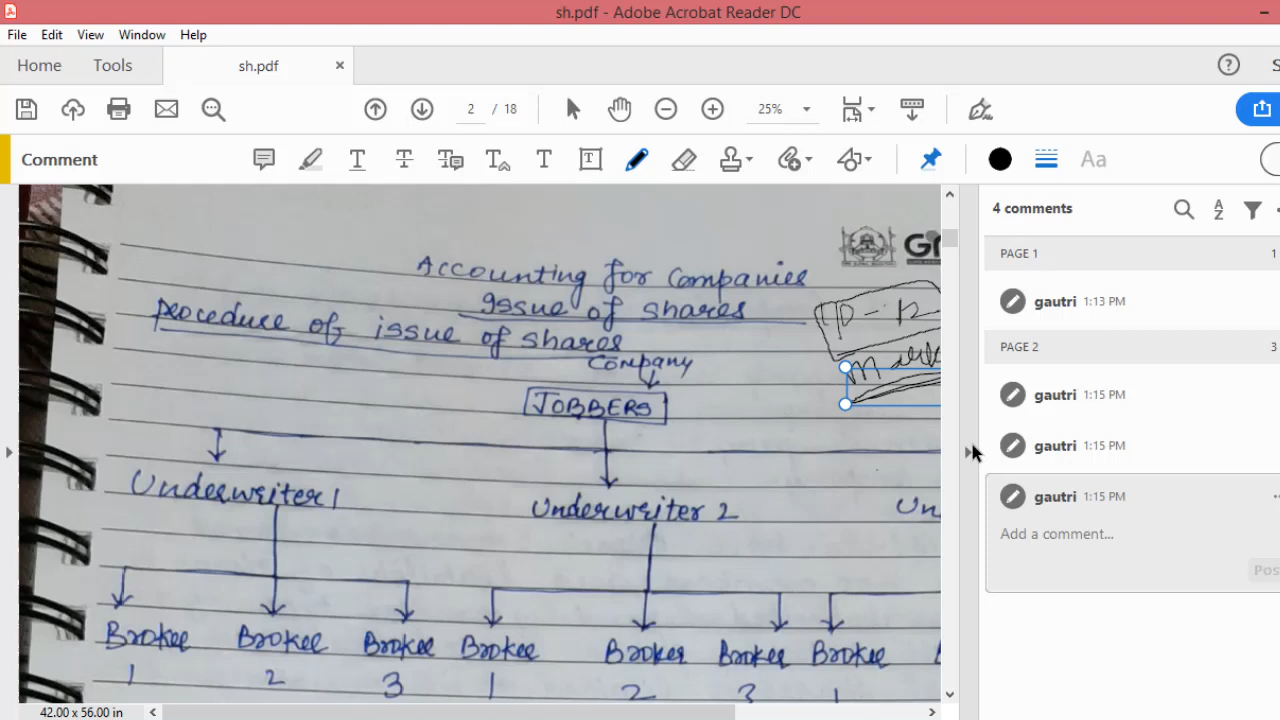 sh.pdf - Adobe Acrobat Reader DC
File Edit View Window Help
Home Tools sh.pdf
2 / 18 25%
Comment
4 comments
PAGE 1 1
gautri 1:13 PM
PAGE 2 3
gautri 1:15 PM
gautri 1:15 PM
gautri 1:15 PM
Add a comment...
Pos
Accounting for Companies
Issue of shares
Procedure of issue of shares
Company
JOBBERS
Underwriter 1 Underwriter 2 Un
Broker Broker Broker Broker Broker Broker Broker
1 2 3 1 2 3 1
42.00 x 56.00 in